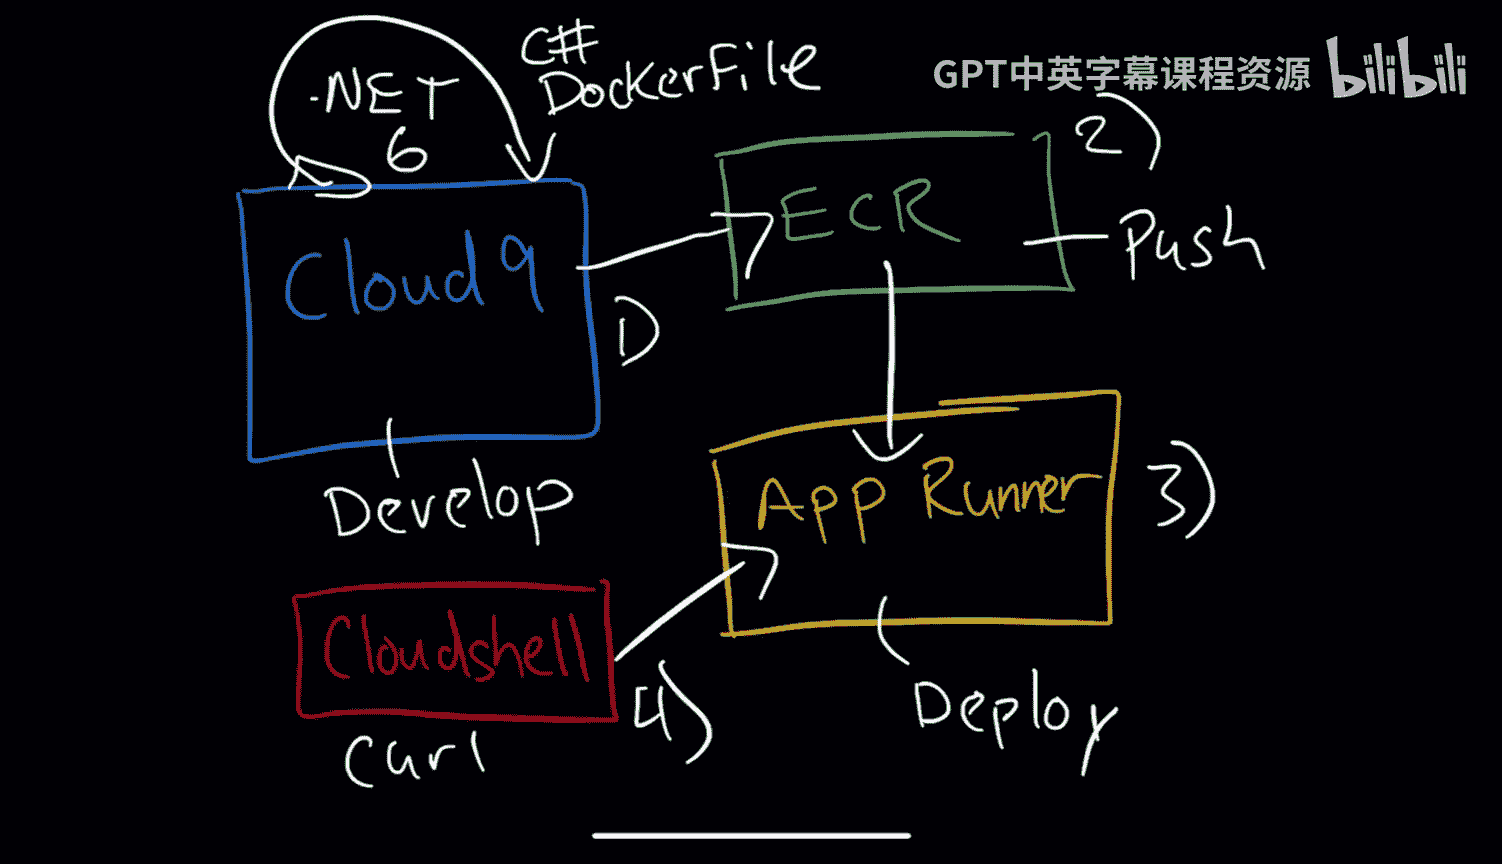 C#
DockerFile
.NET
6
GPT中英字幕课程资源 bilibili
2)
ECR
Push
Cloud9
D
Develop
App Runner
3)
Cloudshell
4)
Curl
Deploy